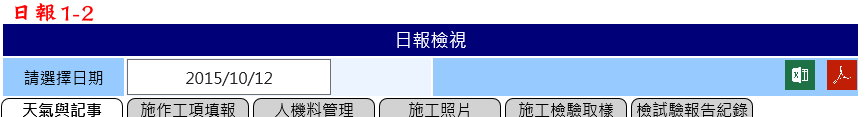 日報1-2
日報檢視
請選擇日期 2015/10/12
天氣與記事 施作工項填報 人機料管理 施工照片 施工檢驗取樣 檢試驗報告紀錄